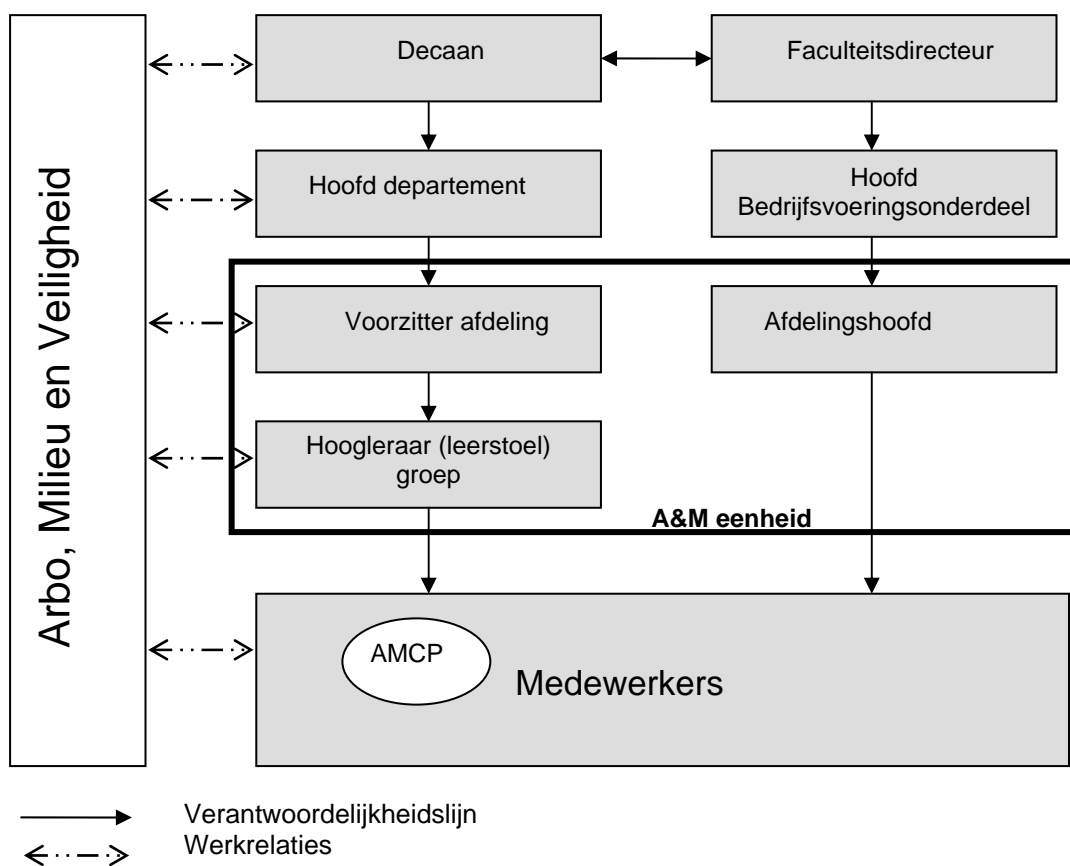 Arbo, Milieu en Veiligheid
Decaan
Faculteitsdirecteur
Hoofd departement
Hoofd
Bedrijfsvoeringsonderdeel
Voorzitter afdeling
Afdelingshoofd
Hoogleraar (leerstoel)
groep
A&M eenheid
AMCP
Medewerkers
Verantwoordelijkheidslijn
Werkrelaties